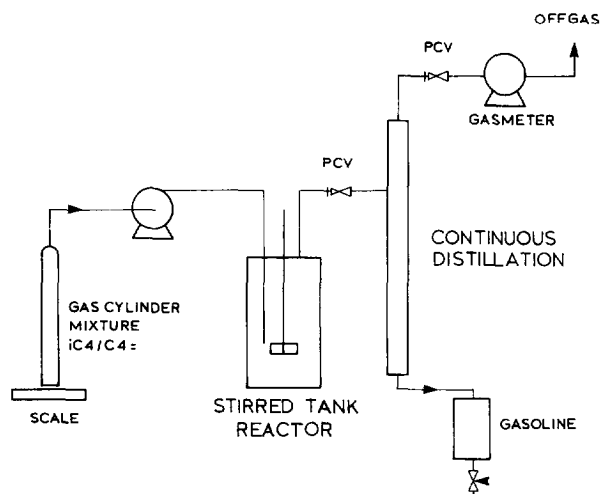 OFFGAS
PCV
GASMETER
PCV
CONTINUOUS
DISTILLATION
GAS CYLINDER
MIXTURE
iC4/C4=
SCALE
STIRRED TANK
REACTOR
GASOLINE